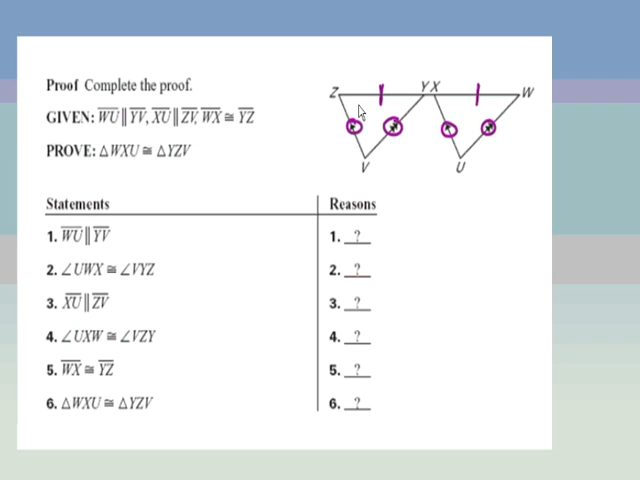 Proof Complete the proof.
GIVEN: WU || YV, XU || ZV, WX ≅ YZ
PROVE: △WXU ≅ △YZV
Z Y X W
V U
Statements Reasons
1. WU || YV 1. ?
2. ∠UWX ≅ ∠VYZ 2. ?
3. XU || ZV 3. ?
4. ∠UXW ≅ ∠VZY 4. ?
5. WX ≅ YZ 5. ?
6. △WXU ≅ △YZV 6. ?